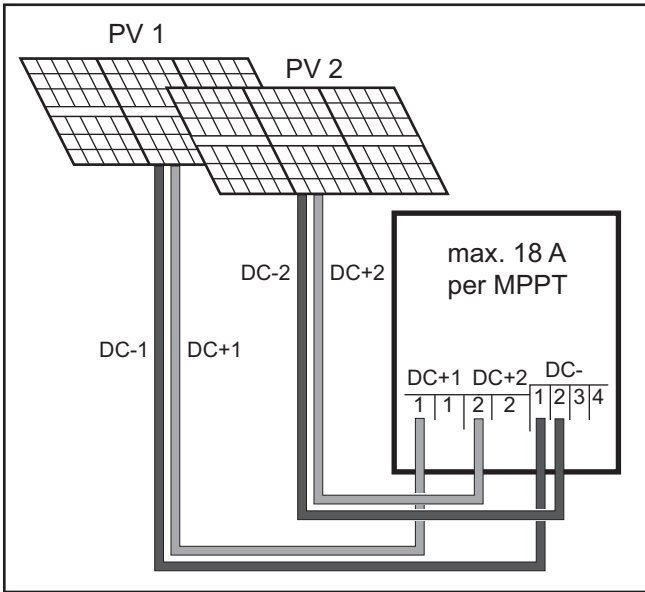 PV 1
PV 2
max. 18 A
per MPPT
DC-2
DC+2
DC-1
DC+1
DC+1 DC+2 DC-
1 1 2 2 1 2 3 4